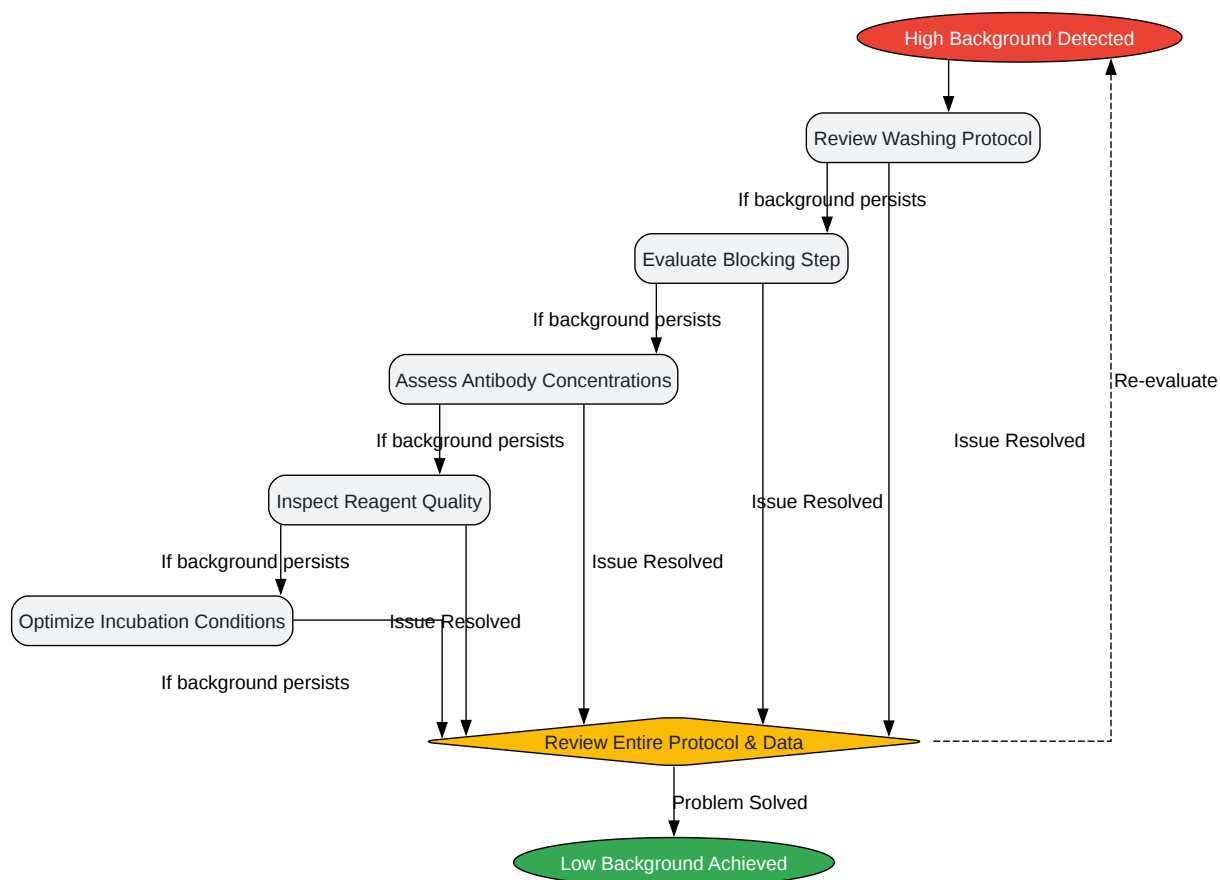 High Background Detected
Review Washing Protocol
If background persists
Evaluate Blocking Step
If background persists
Assess Antibody Concentrations
Re-evaluate
If background persists
Issue Resolved
Inspect Reagent Quality
Issue Resolved
If background persists
Issue Resolved
Optimize Incubation Conditions
Issue Resolved
If background persists
Review Entire Protocol & Data
Problem Solved
Low Background Achieved